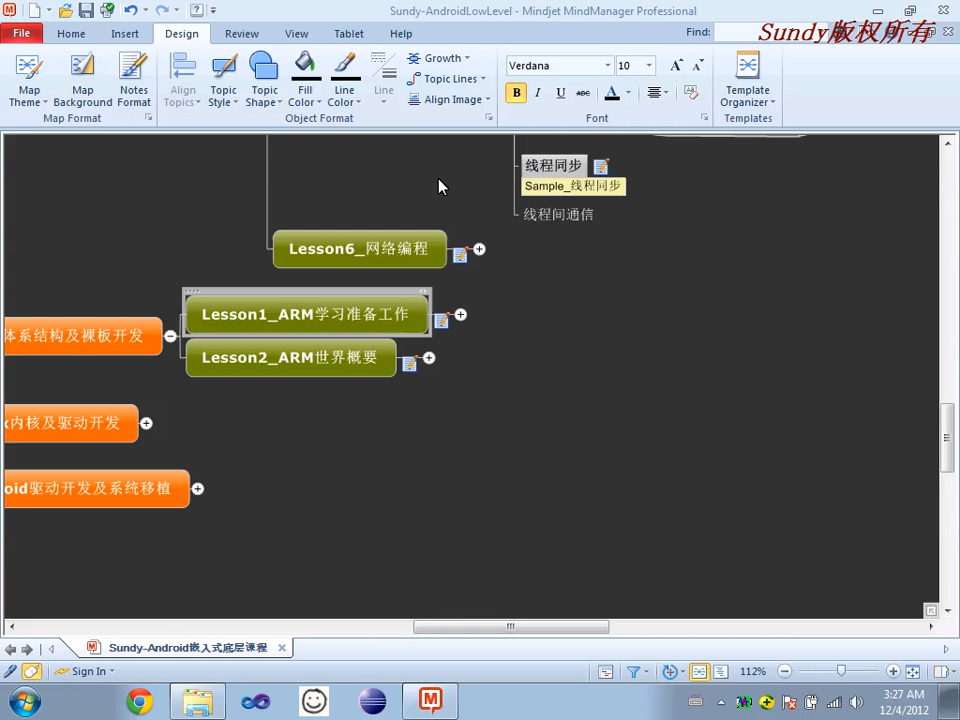 Sundy-AndroidLowLevel - Mindjet MindManager Professional
File
Home
Insert
Design
Review
View
Tablet
Help
Find:
Sundy版权所有
Map Theme
Map Background
Notes Format
Align Topics
Topic Style
Topic Shape
Fill Color
Line Color
Line
Growth
Topic Lines
Align Image
Verdana
10
B I U abc A
Template Organizer
Map Format
Object Format
Font
Templates
线程同步
Sample_线程同步
线程间通信
Lesson6_网络编程
Lesson1_ARM学习准备工作
体系结构及裸板开发
Lesson2_ARM世界概要
x内核及驱动开发
oid驱动开发及系统移植
Sundy-Android嵌入式底层课程
Sign In
112%
3:27 AM
12/4/2012